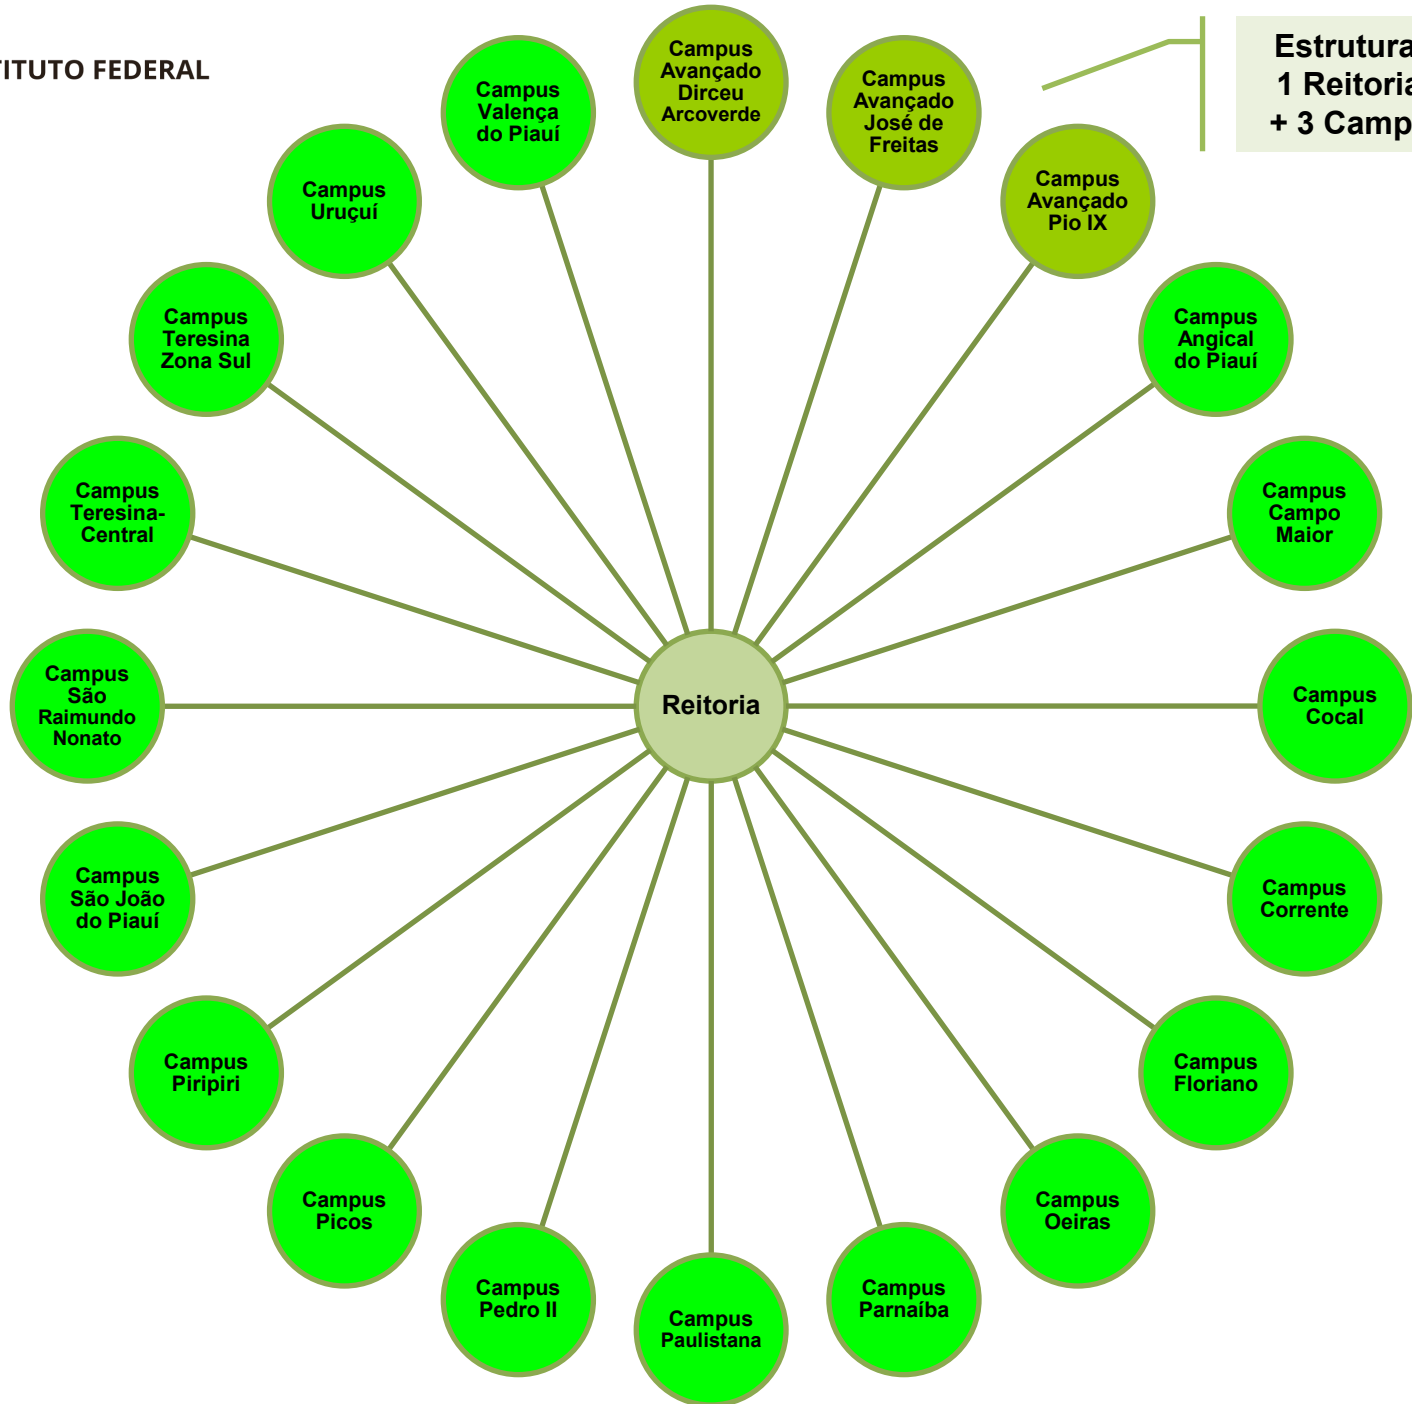 TITUTO FEDERAL
Estrutura
1 Reitoria
+ 3 Camp
Campus
Avançado
Dirceu
Arcoverde
Campus
Avançado
José de
Freitas
Campus
Avançado
Pio IX
Campus
Angical
do Piauí
Campus
Campo
Maior
Campus
Cocal
Campus
Corrente
Campus
Floriano
Campus
Oeiras
Campus
Parnaíba
Campus
Paulistana
Campus
Pedro II
Campus
Picos
Campus
Piripiri
Campus
São João
do Piauí
Campus
São
Raimundo
Nonato
Campus
Teresina-
Central
Campus
Teresina
Zona Sul
Campus
Uruçuí
Campus
Valença
do Piauí
Reitoria